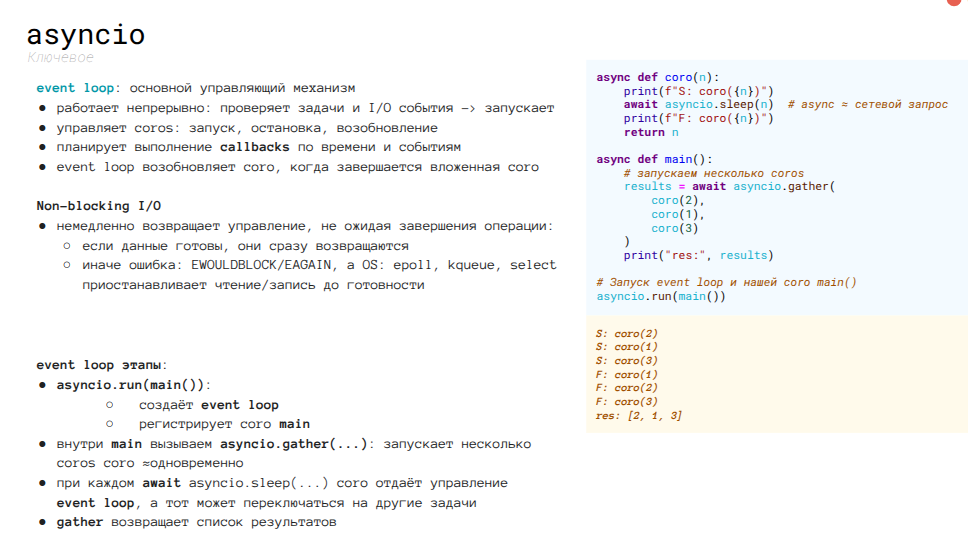 asyncio
Ключевое
event loop: основной управляющий механизм
● работает непрерывно: проверяет задачи и I/O события -> запускает
● управляет coros: запуск, остановка, возобновление
● планирует выполнение callbacks по времени и событиям
● event loop возобновляет coro, когда завершается вложенная coro
Non-blocking I/O
● немедленно возвращает управление, не ожидая завершения операции:
○ если данные готовы, они сразу возвращаются
○ иначе ошибка: EWOULDBLOCK/EAGAIN, а OS: epoll, kqueue, select
приостанавливает чтение/запись до готовности
event loop этапы:
● asyncio.run(main()):
○ создаёт event loop
○ регистрирует coro main
● внутри main вызываем asyncio.gather(...): запускает несколько
coros coro ≈одновременно
● при каждом await asyncio.sleep(...) coro отдаёт управление
event loop, а тот может переключаться на другие задачи
● gather возвращает список результатов
async def coro(n):
    print(f"S: coro({n})")
    await asyncio.sleep(n)  # async ≈ сетевой запрос
    print(f"F: coro({n})")
    return n
async def main():
    # запускаем несколько coros
    results = await asyncio.gather(
        coro(2),
        coro(1),
        coro(3)
    )
    print("res:", results)
# Запуск event loop и нашей coro main()
asyncio.run(main())
S: coro(2)
S: coro(1)
S: coro(3)
F: coro(1)
F: coro(2)
F: coro(3)
res: [2, 1, 3]